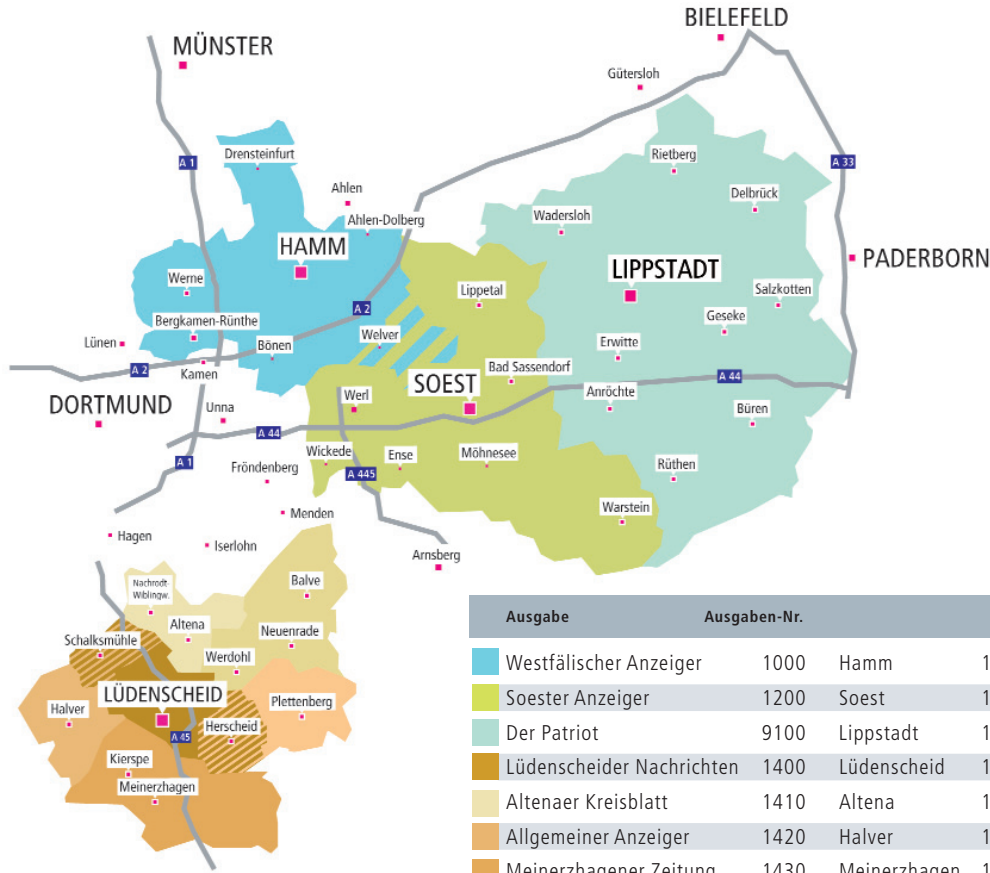 BIELEFELD
MÜNSTER
Gütersloh
A 1
Drensteinfurt
Rietberg
A 33
Ahlen
Delbrück
Ahlen-Dolberg
Wadersloh
HAMM
PADERBORN
LIPPSTADT
Werne
Lippetal
Salzkotten
A 2
Bergkamen-Rünthe
Geseke
Welver
Lünen
Bönen
Erwitte
A 2
Kamen
Bad Sassendorf
SOEST
A 44
DORTMUND
Werl
Anröchte
Unna
Büren
A 44
Wickede
Ense
Möhnesee
A 1
Fröndenberg
A 445
Rüthen
Warstein
Menden
Hagen
Iserlohn
Arnsberg
Nachrodt-
Wiblingw.
Balve
Altena
Neuenrade
Schalksmühle
Werdohl
LÜDENSCHEID
Plettenberg
Halver
Herscheid
A 45
Kierspe
Meinerzhagen
Ausgabe Ausgaben-Nr.
Westfälischer Anzeiger 1000 Hamm 1
Soester Anzeiger 1200 Soest 1
Der Patriot 9100 Lippstadt 1
Lüdenscheider Nachrichten 1400 Lüdenscheid 1
Altenaer Kreisblatt 1410 Altena 1
Allgemeiner Anzeiger 1420 Halver 1
Meinerzhagener Zeitung 1430 Meinerzhagen 1